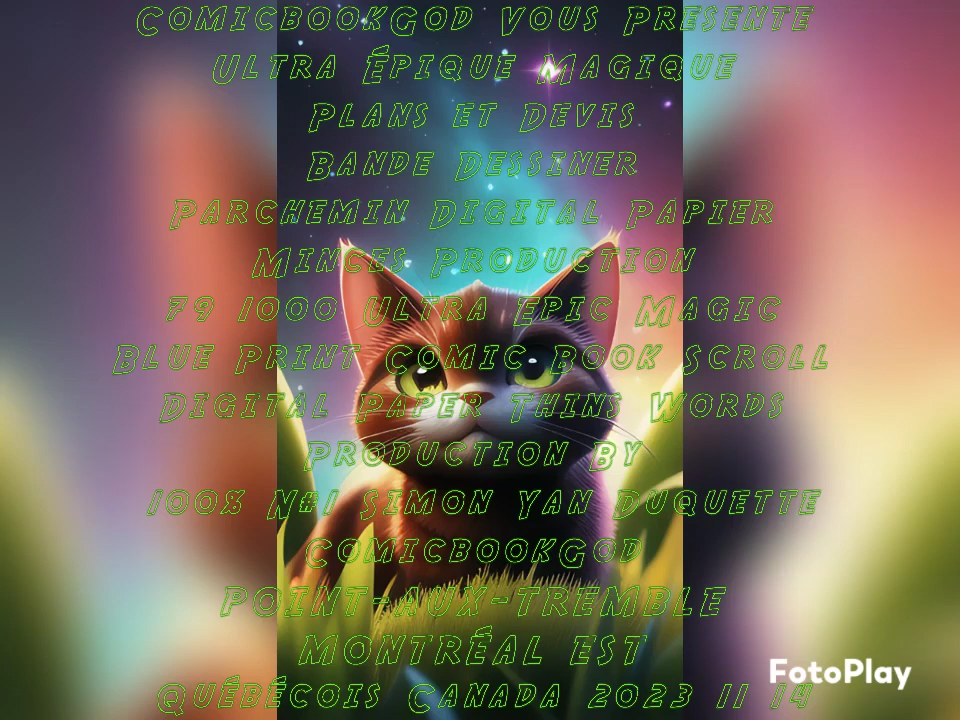 ComicbookGod Vous Presente
Ultra Épique Magique
Plans et Devis
Bande Dessiner
Parchemin Digital Papier
Minces Production
79 1000 Ultra Epic Magic
Blue Print Comic Book Scroll
Digital Paper Thins Words
Production By
100% N#1 Simon Yan Duquette
ComicbookGod
Point-aux-Tremble
Montréal Est
Québécois Canada 2023 11 14
FotoPlay